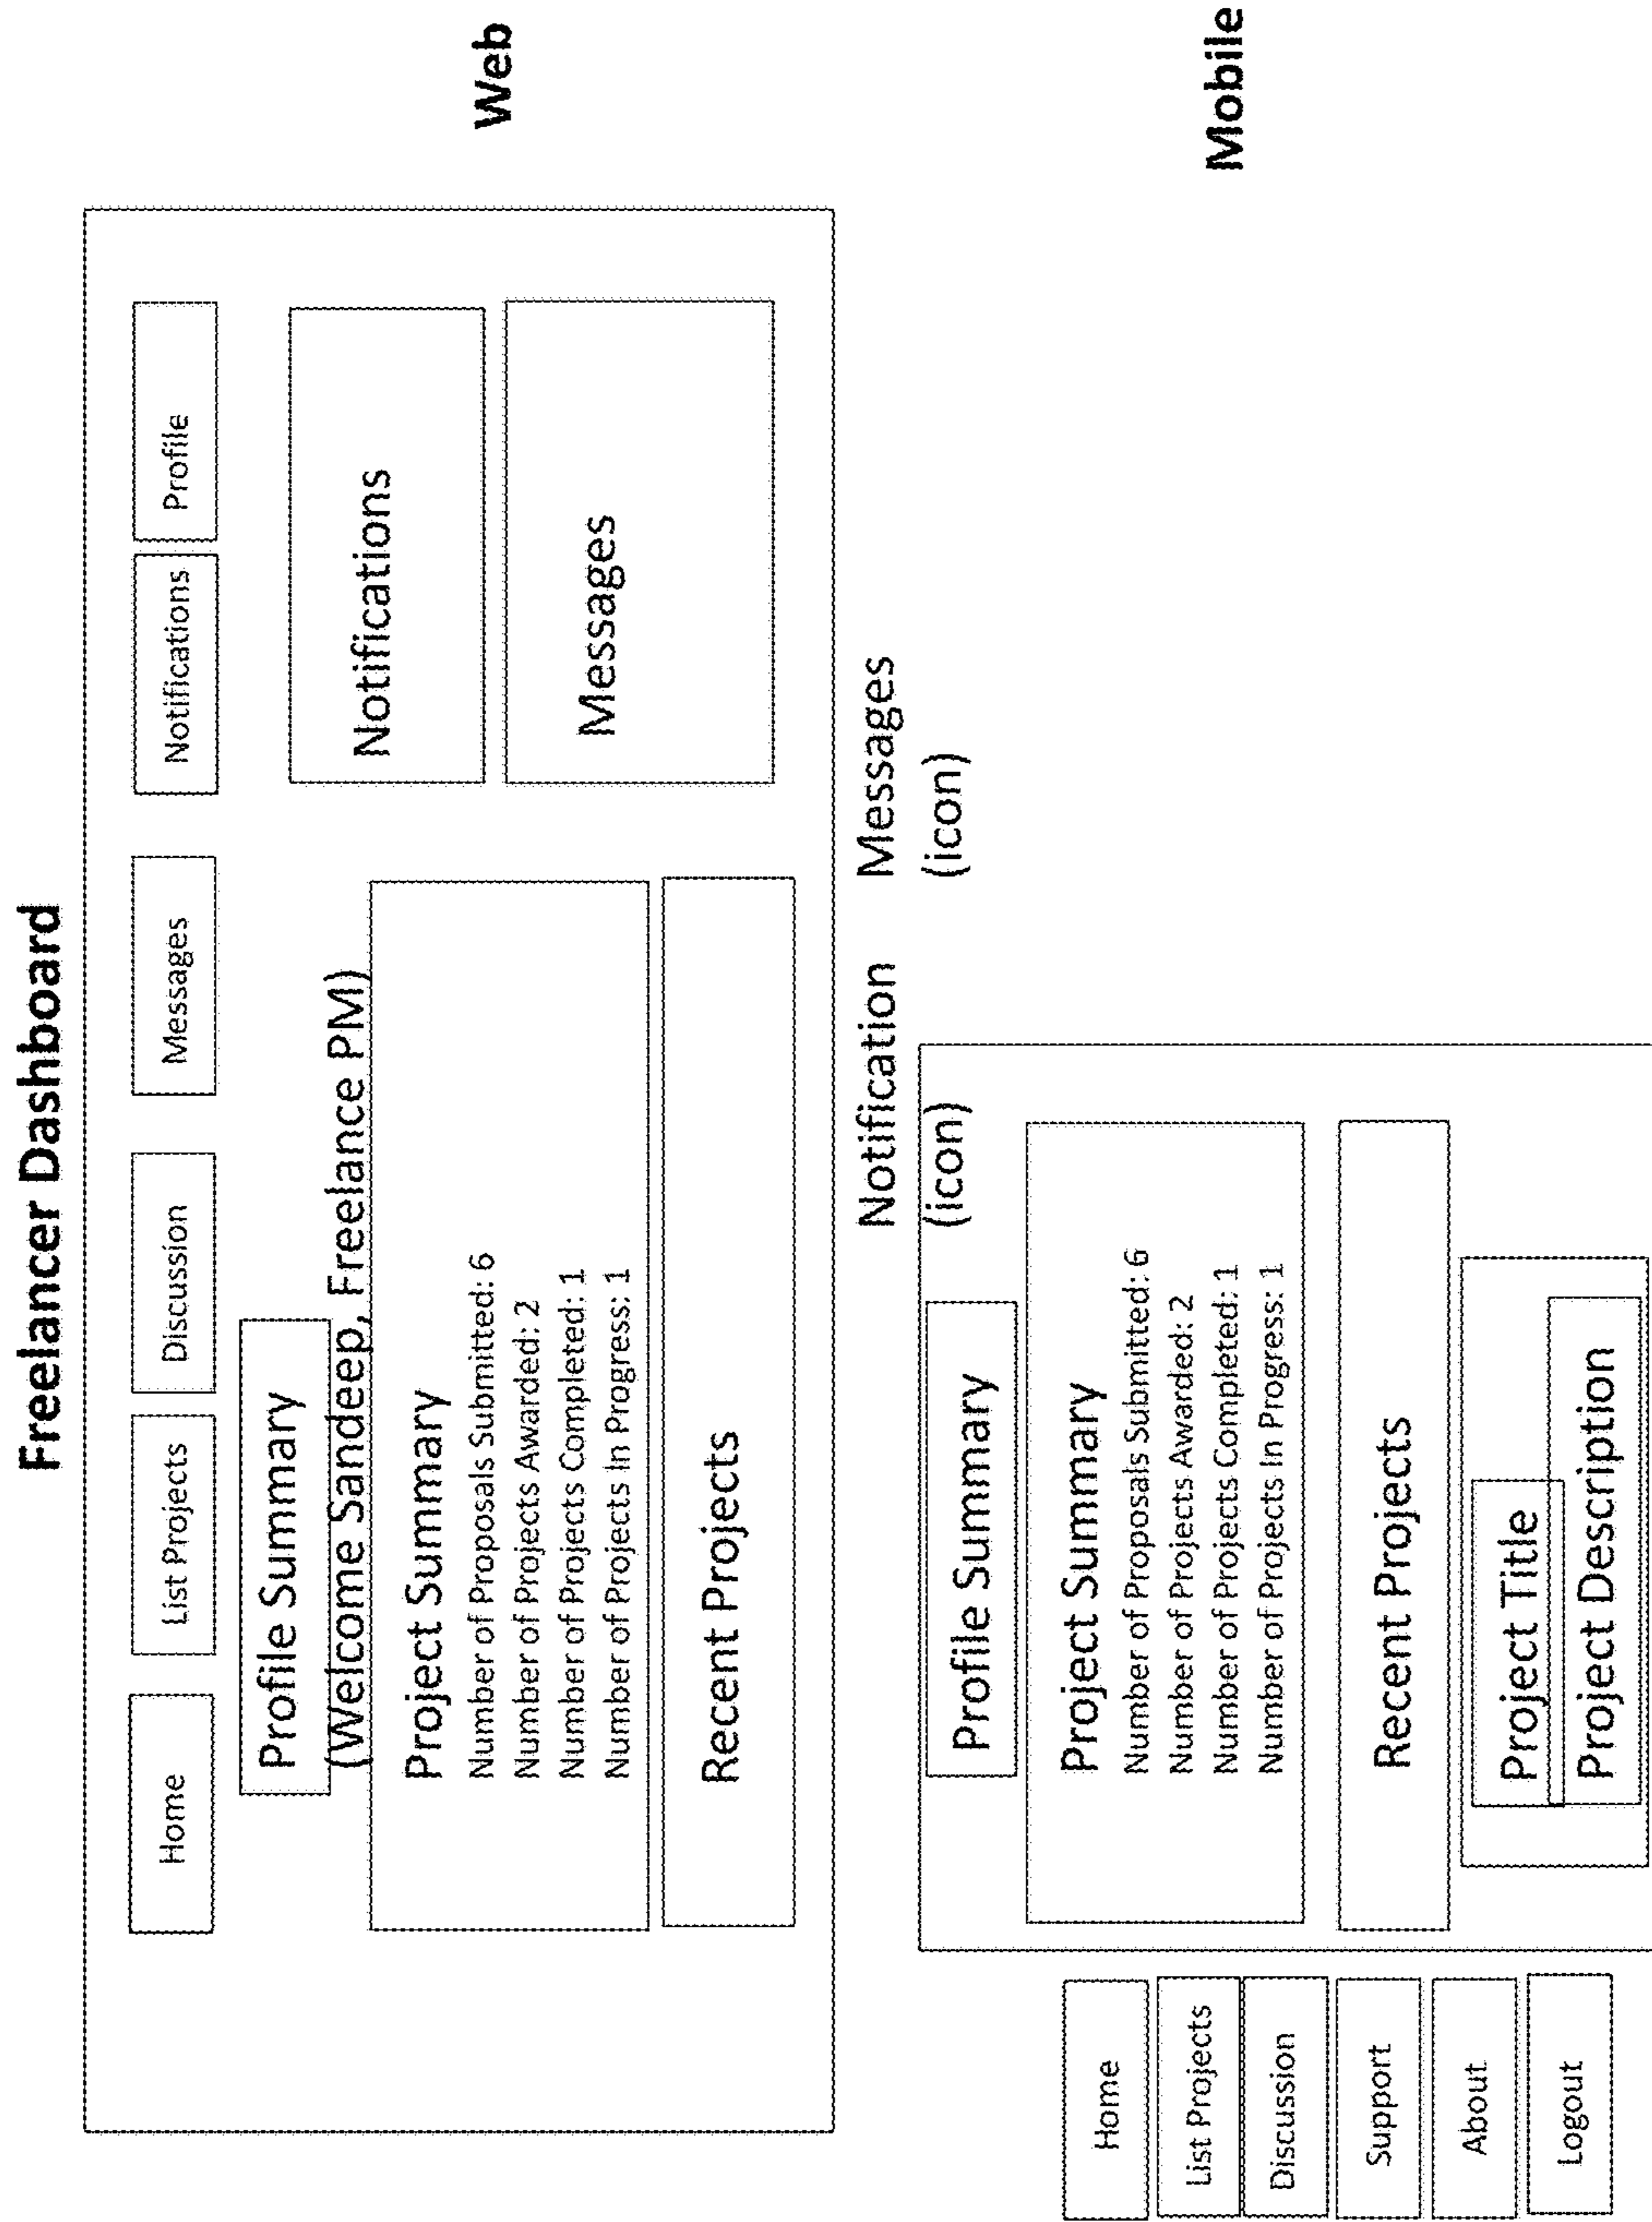 Freelancer Dashboard
Web
Home
List Projects
Discussion
Messages
Notifications
Profile
Profile Summary
(Welcome Sandeep, Freelance PM)
Project Summary
Number of Proposals Submitted: 6
Number of Projects Awarded: 2
Number of Projects Completed: 1
Number of Projects In Progress: 1
Recent Projects
Notifications
Messages
Mobile
Notification
(icon)
Messages
(icon)
Home
List Projects
Discussion
Support
About
Logout
Profile Summary
Project Summary
Number of Proposals Submitted: 6
Number of Projects Awarded: 2
Number of Projects Completed: 1
Number of Projects In Progress: 1
Recent Projects
Project Title
Project Description